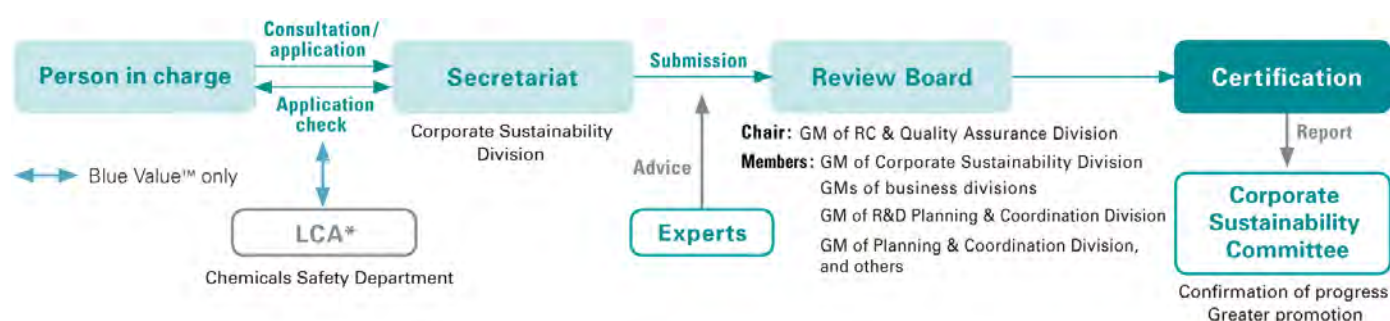 Consultation/
application
Person in charge
Secretariat
Submission
Review Board
Certification
Application
check
Corporate Sustainability
Division
Blue Value™ only
LCA*
Chemicals Safety Department
Advice
Experts
Chair: GM of RC & Quality Assurance Division
Members: GM of Corporate Sustainability Division
GMs of business divisions
GM of R&D Planning & Coordination Division
GM of Planning & Coordination Division,
and others
Report
Corporate
Sustainability
Committee
Confirmation of progress
Greater promotion